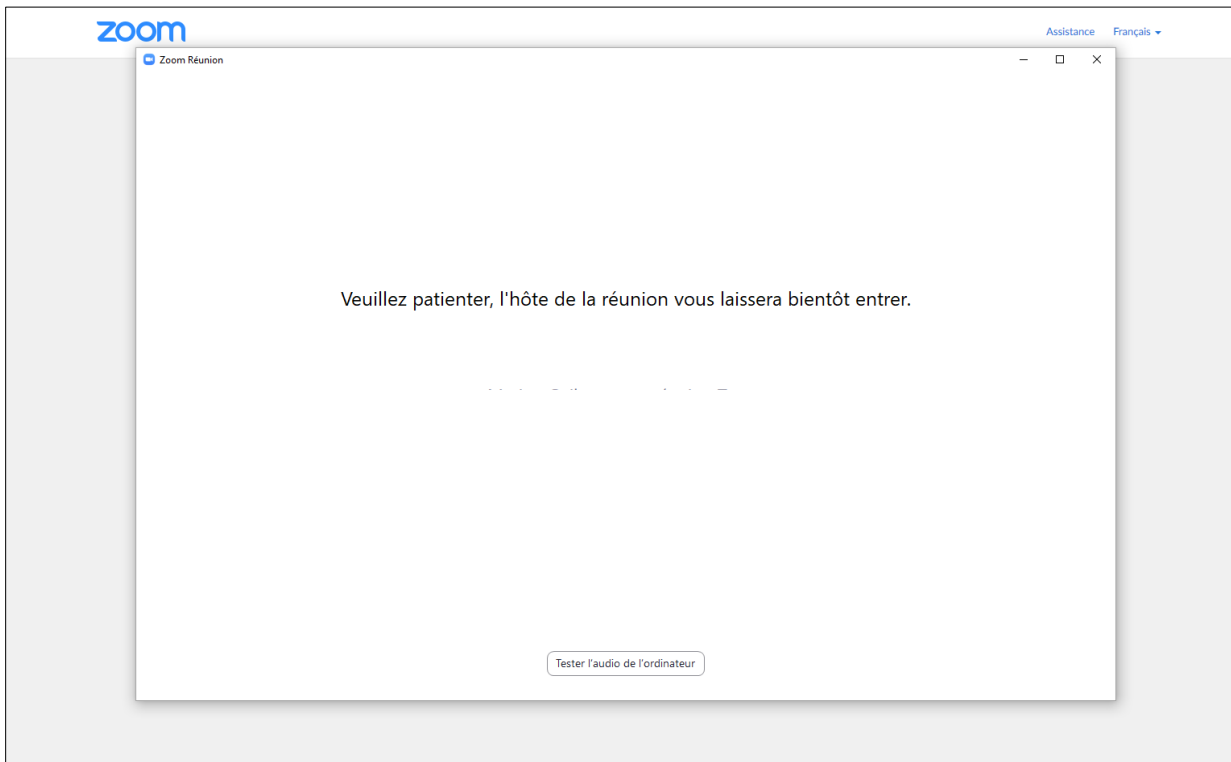 zoom
Assistance Français
Zoom Réunion
Veuillez patienter, l'hôte de la réunion vous laissera bientôt entrer.
Tester l'audio de l'ordinateur